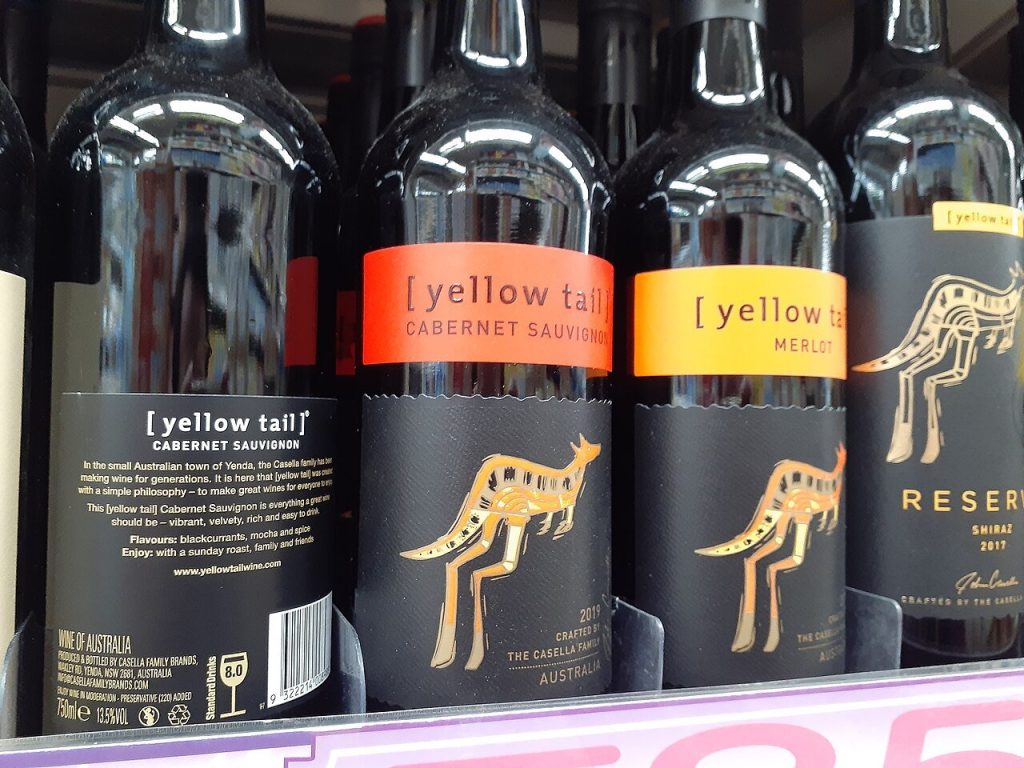 [ yellow tail ]®
CABERNET SAUVIGNON
In the small Australian town of Yenda, the Casella family has been
making wine for generations. It is here that [yellow tail] was created
with a simple philosophy – to make great wines for everyone to enjoy.
This [yellow tail] Cabernet Sauvignon is everything a great wine
should be – vibrant, velvety, rich and easy to drink.
Flavours: blackcurrants, mocha and spice
Enjoy: with a sunday roast, family and friends
www.yellowtailwine.com
WINE OF AUSTRALIA
PRODUCED & BOTTLED BY CASELLA FAMILY BRANDS,
WAKLEY RD, YENDA, NSW 2681, AUSTRALIA
INFO@CASELLAFAMILYBRANDS.COM
ENJOY WINE IN MODERATION - PRESERVATIVE (220) ADDED
750ml e 13.5%VOL
Standard Drinks
8.0
[ yellow tail ]
CABERNET SAUVIGNON
2019
CRAFTED BY
THE CASELLA FAMILY
AUSTRALIA
[ yellow ta
MERLOT
[ yellow tai
RESERV
SHIRAZ
2017
CRAFTED BY THE CASELLA